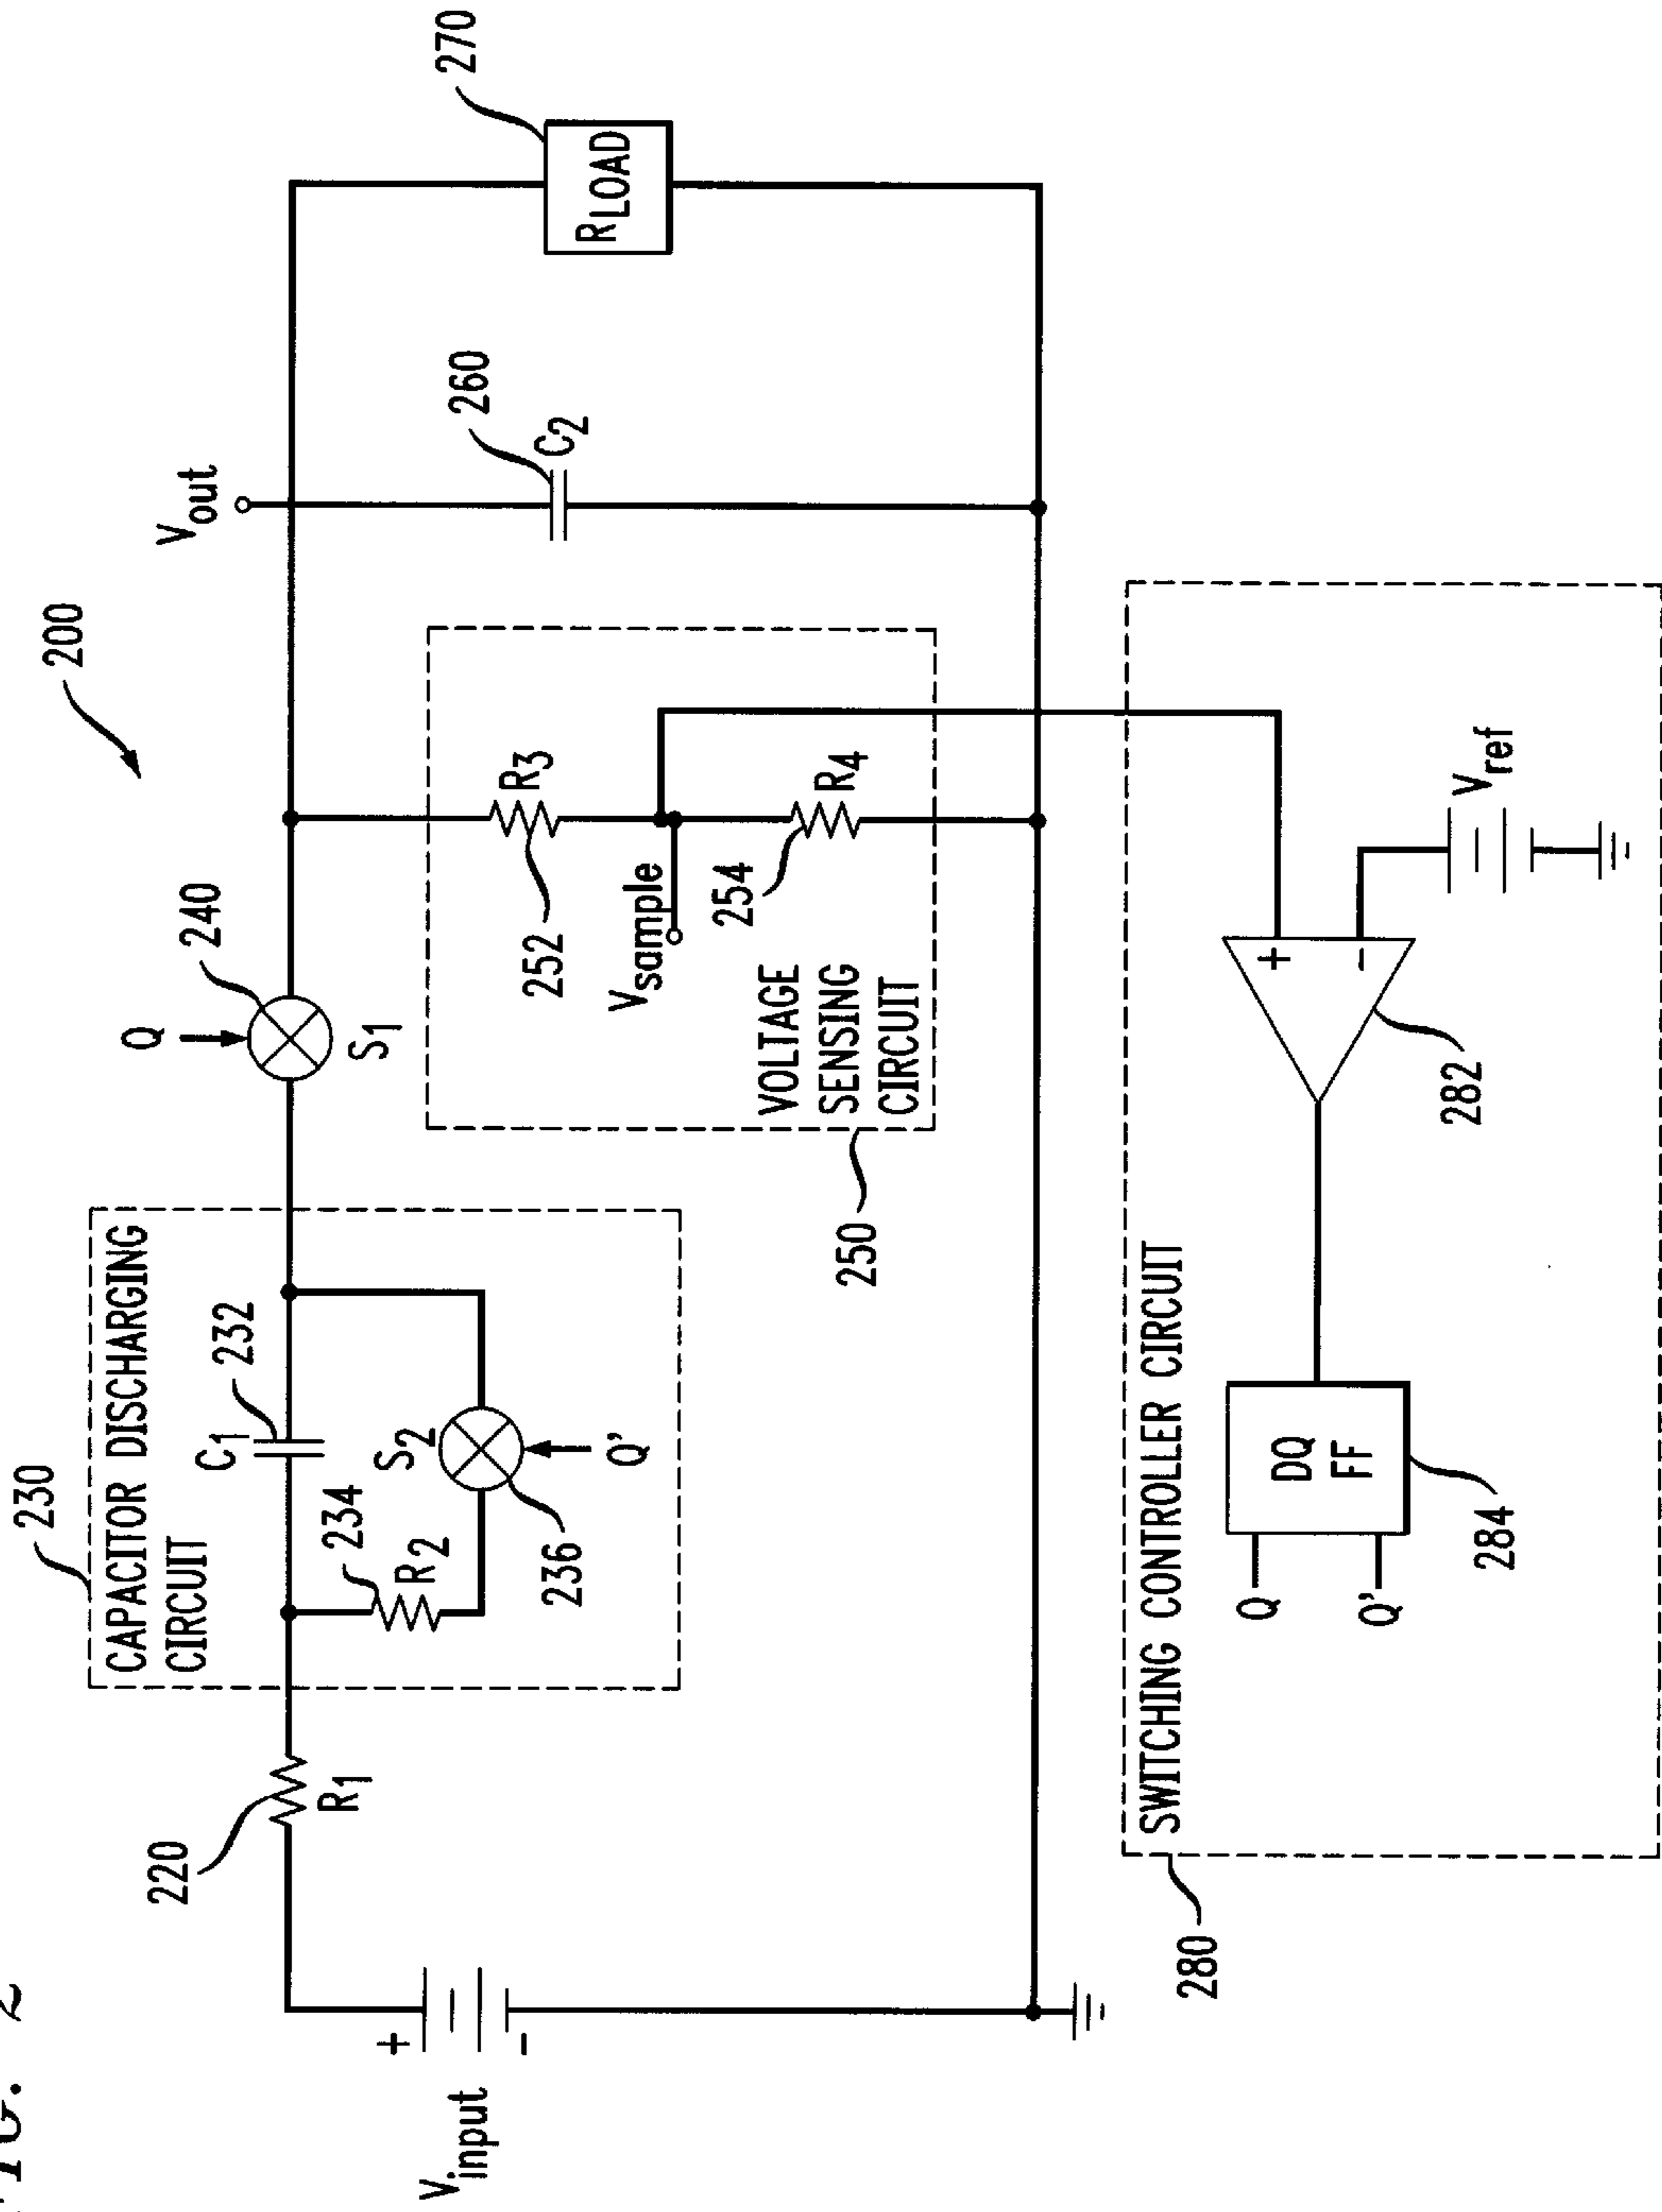 FIG. 2
200
230
CAPACITOR DISCHARGING
CIRCUIT
220
R1
C1
232
234
R2
S2
236
Q'
Q
240
S1
Vout
260
C2
270
RLOAD
Vinput
+
-
R3
252
Vsample
254
R4
VOLTAGE
SENSING
CIRCUIT
250
280
SWITCHING CONTROLLER CIRCUIT
Q
Q'
DQ
FF
284
282
+
-
Vref